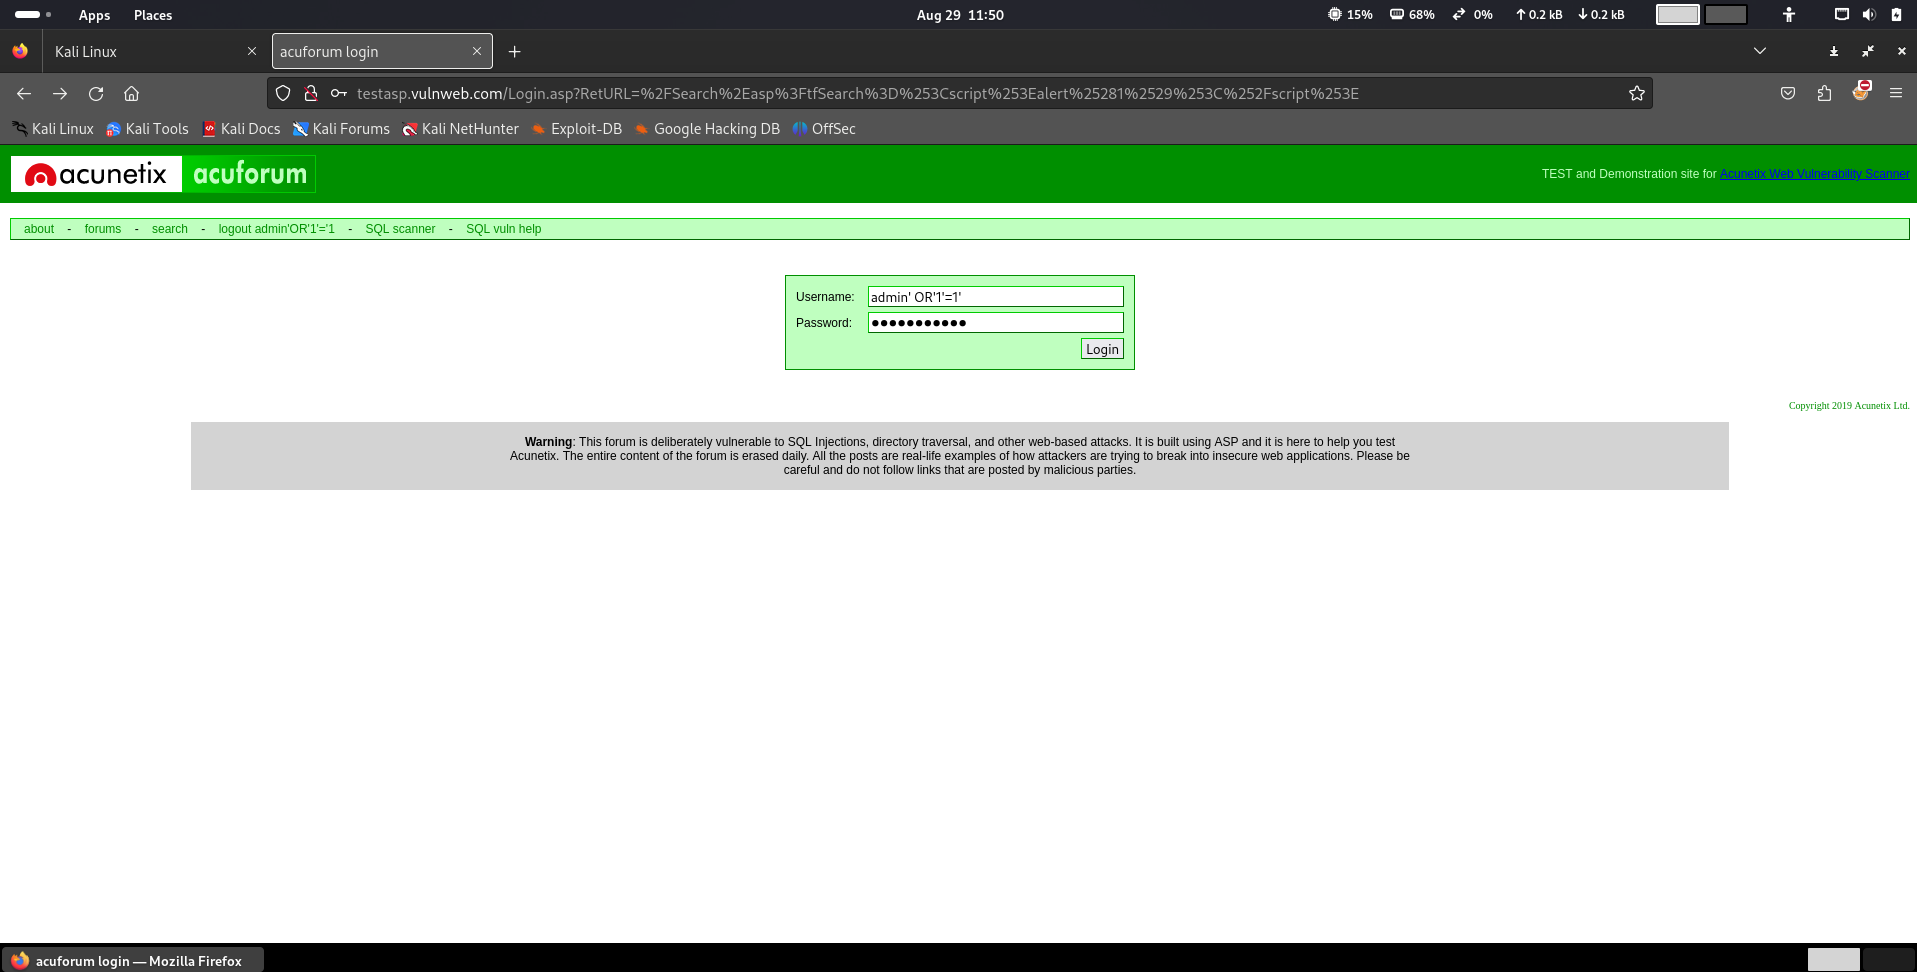 Apps Places Aug 29 11:50 15% 68% 0% 0.2 kB 0.2 kB
Kali Linux acuforum login
testasp.vulnweb.com/Login.asp?RetURL=%2FSearch%2Easp%3FtfSearch%3D%253Cscript%253Ealert%25281%2529%253C%252Fscript%253E
Kali Linux Kali Tools Kali Docs Kali Forums Kali NetHunter Exploit-DB Google Hacking DB OffSec
acunetix acuforum TEST and Demonstration site for Acunetix Web Vulnerability Scanner
about - forums - search - logout admin'OR'1'='1 - SQL scanner - SQL vuln help
Username: admin' OR'1'=1'
Password: ●●●●●●●●●●●
Login
Copyright 2019 Acunetix Ltd.
Warning: This forum is deliberately vulnerable to SQL Injections, directory traversal, and other web-based attacks. It is built using ASP and it is here to help you test
Acunetix. The entire content of the forum is erased daily. All the posts are real-life examples of how attackers are trying to break into insecure web applications. Please be
careful and do not follow links that are posted by malicious parties.
acuforum login — Mozilla Firefox